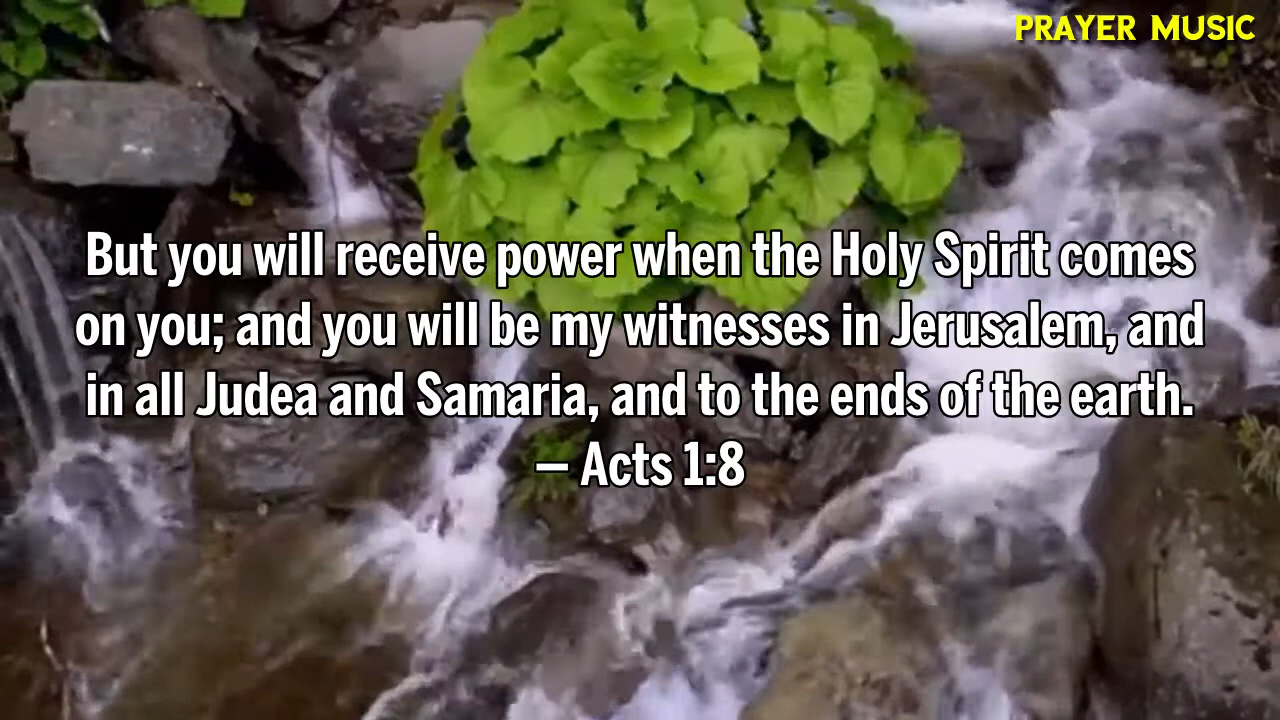 PRAYER MUSIC
But you will receive power when the Holy Spirit comes
on you; and you will be my witnesses in Jerusalem, and
in all Judea and Samaria, and to the ends of the earth.
– Acts 1:8